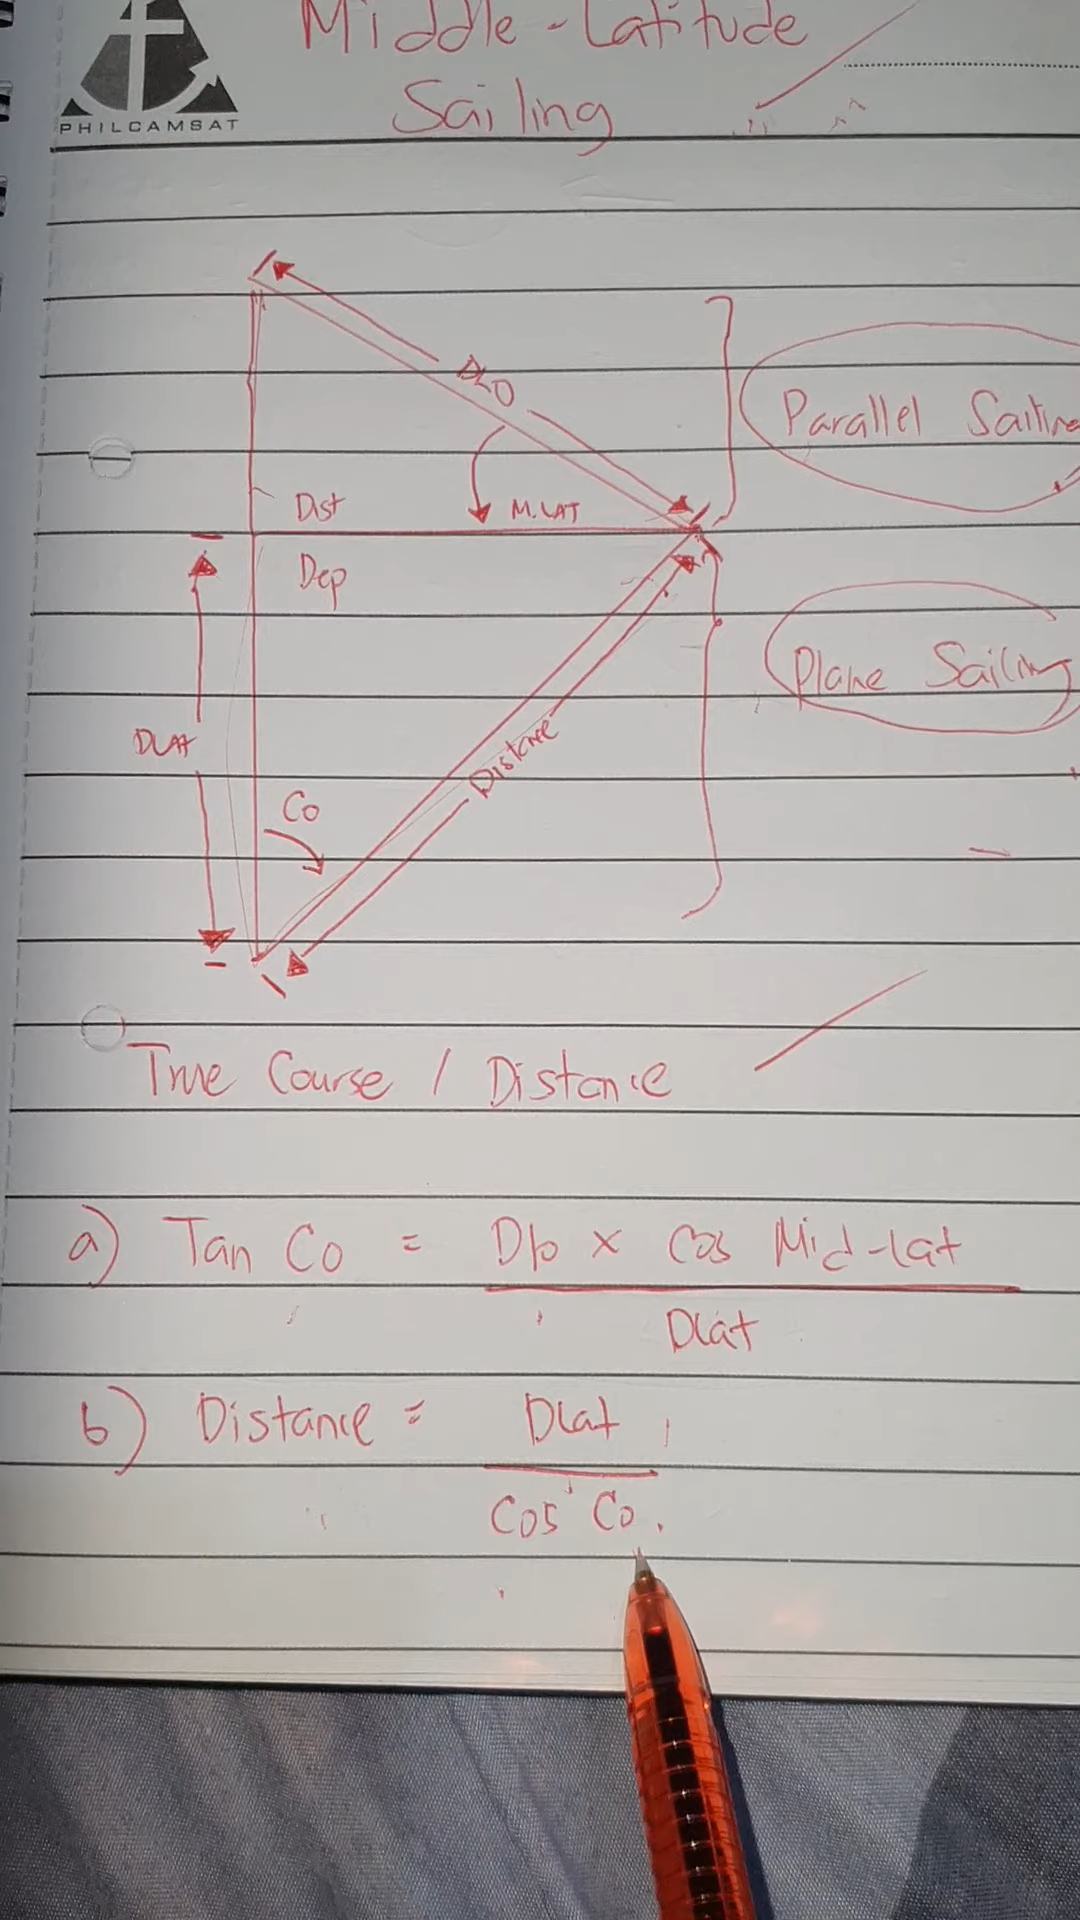 Middle-Latitude
Sailing
PHILCAMSAT
DLO
Parallel Sailing
Dist
M.LAT
Dep
Plane Sailing
DLAT
Distance
Co
True Course / Distance
a) Tan Co = Dlo x Cos Mid-lat
Dlat
b) Distance = Dlat
Cos Co.